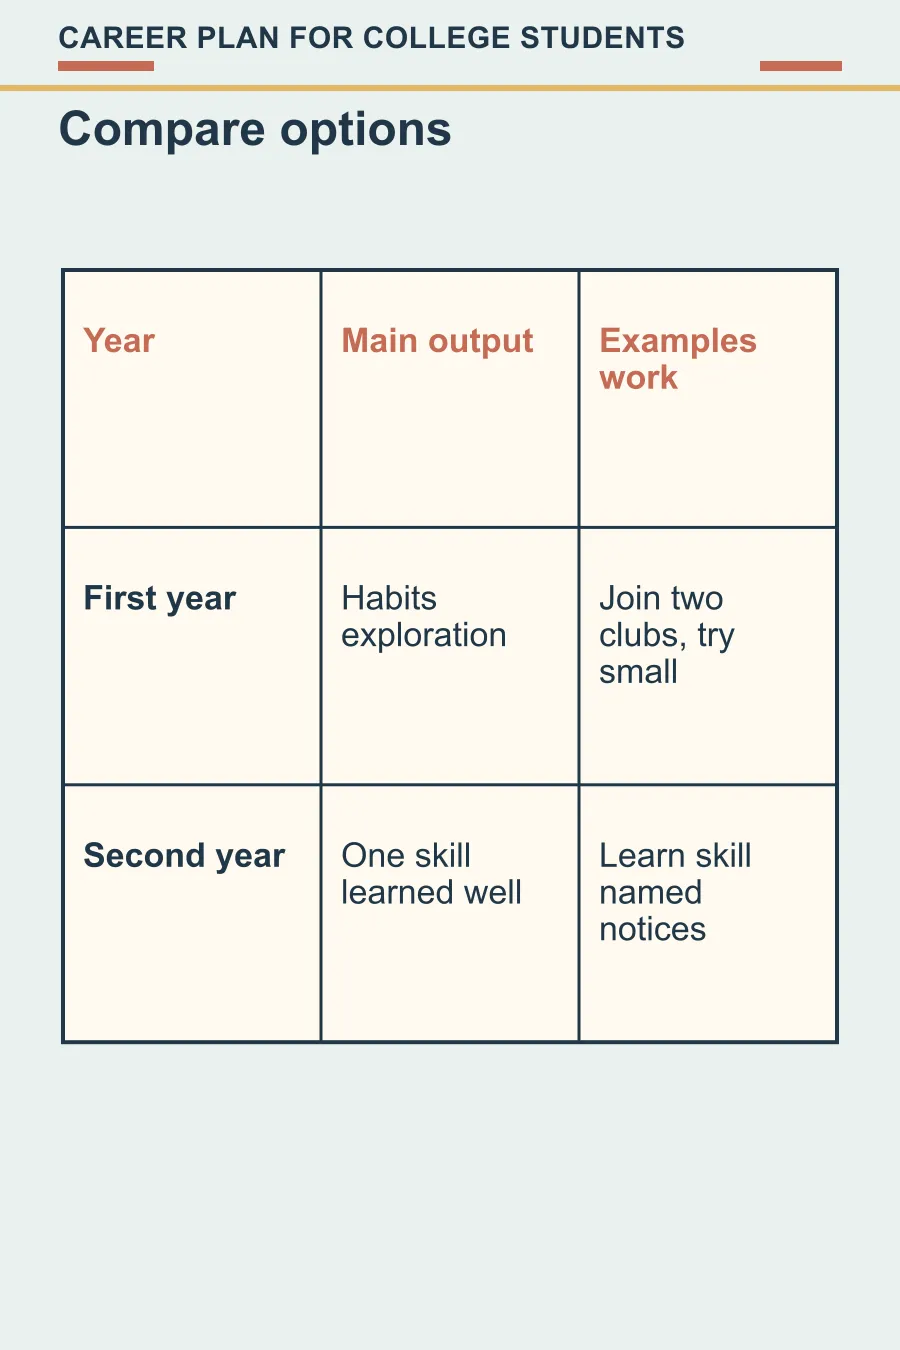 CAREER PLAN FOR COLLEGE STUDENTS
Compare options
Year
Main output
Examples
work
First year
Habits
exploration
Join two
clubs, try
small
Second year
One skill
learned well
Learn skill
named
notices